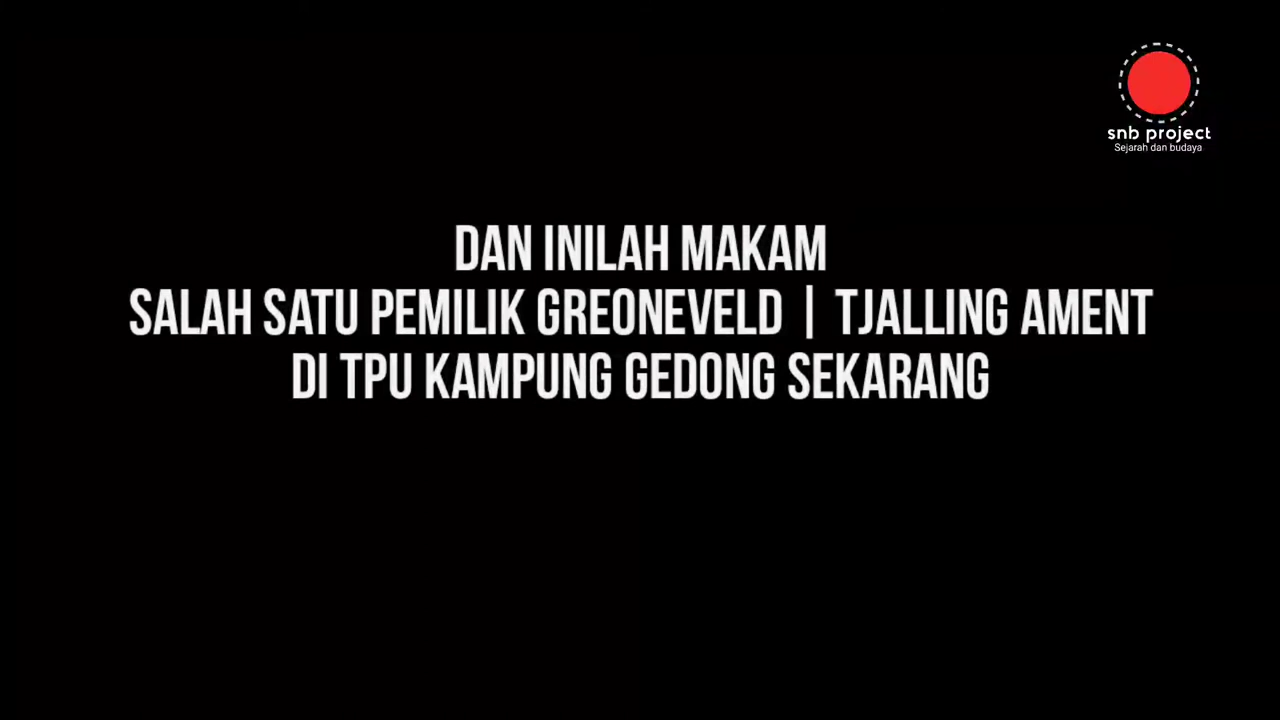 snb project
Sejarah dan budaya
DAN INILAH MAKAM
SALAH SATU PEMILIK GREONEVELD | TJALLING AMENT
DI TPU KAMPUNG GEDONG SEKARANG